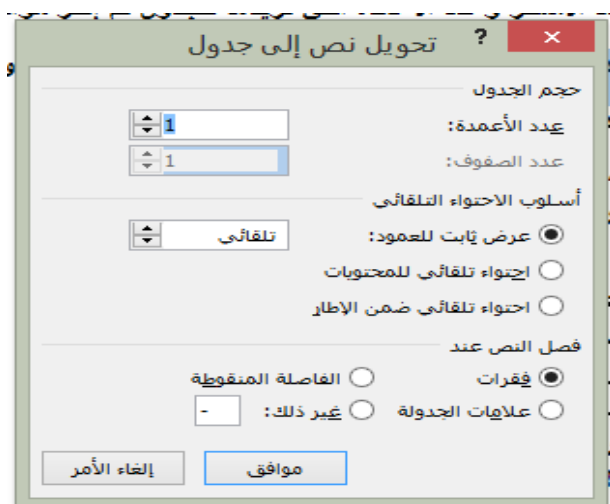 تحويل نص إلى جدول ? ×
حجم الجدول
عدد الأعمدة: 1
عدد الصفوف: 1
أسلوب الاحتواء التلقائي
عرض ثابت للعمود: تلقائي
احتواء تلقائي للمحتويات
احتواء تلقائي ضمن الإطار
فصل النص عند
فقرات الفاصلة المنقوطة
علامات الجدولة غير ذلك: -
موافق إلغاء الأمر